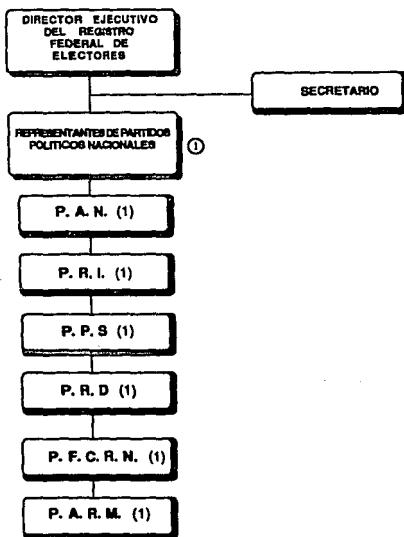 DIRECTOR EJECUTIVO
DEL REGISTRO
FEDERAL DE
ELECTORES
SECRETARIO
REPRESENTANTES DE PARTIDOS
POLITICOS NACIONALES
①
P. A. N. (1)
P. R. I. (1)
P. P. S (1)
P. R. D (1)
P. F. C. R. N. (1)
P. A. R. M. (1)